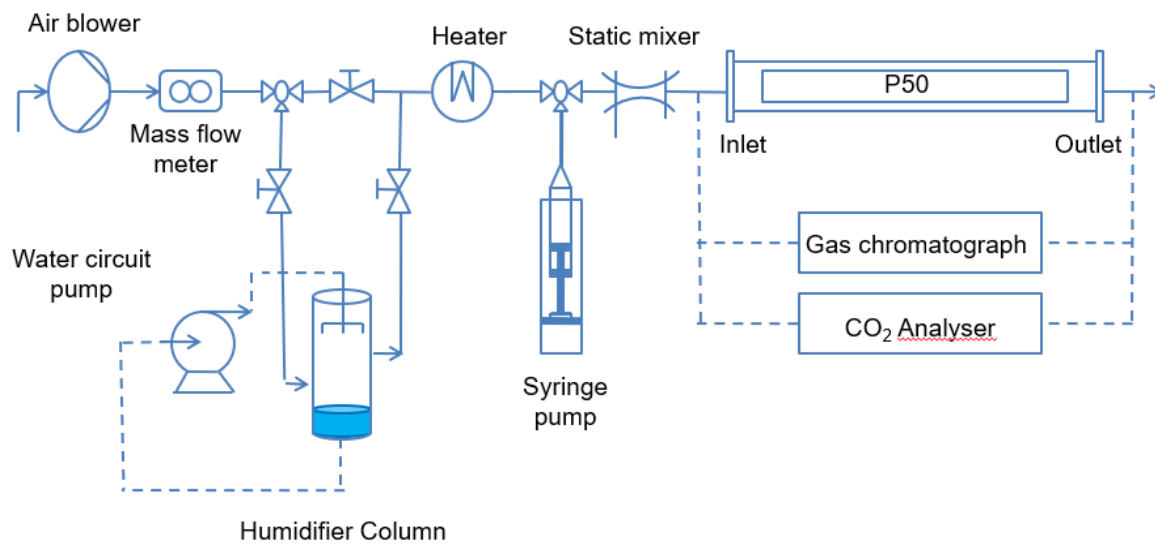 Air blower
Heater
Static mixer
P50
Mass flow
meter
Inlet
Outlet
Gas chromatograph
Water circuit
pump
CO₂ Analyser
Syringe
pump
Humidifier Column